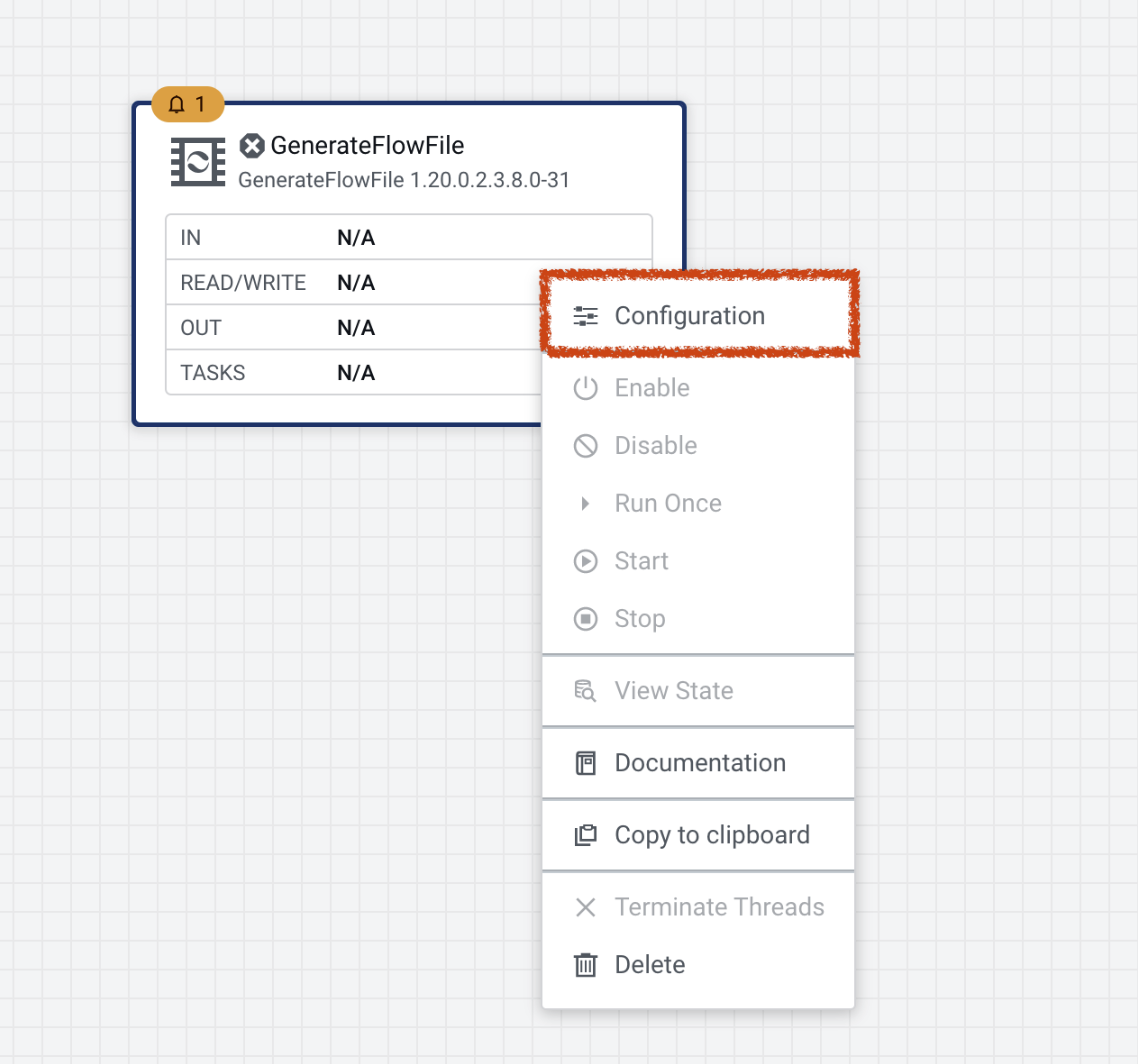 1
GenerateFlowFile
GenerateFlowFile 1.20.0.2.3.8.0-31
IN N/A
READ/WRITE N/A
OUT N/A
TASKS N/A
Configuration
Enable
Disable
Run Once
Start
Stop
View State
Documentation
Copy to clipboard
Terminate Threads
Delete